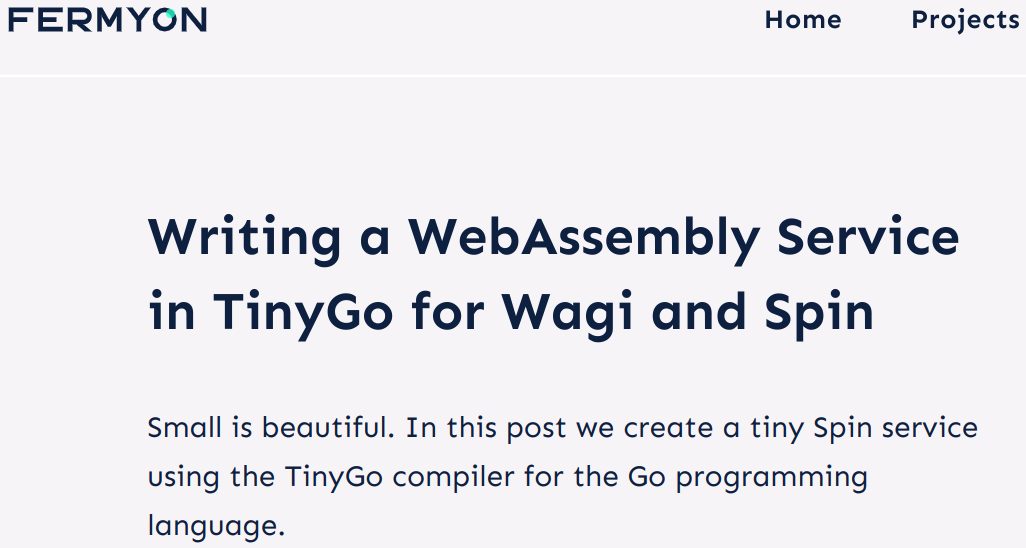 FERMYON
Home
Projects
Writing a WebAssembly Service
in TinyGo for Wagi and Spin
Small is beautiful. In this post we create a tiny Spin service
using the TinyGo compiler for the Go programming
language.